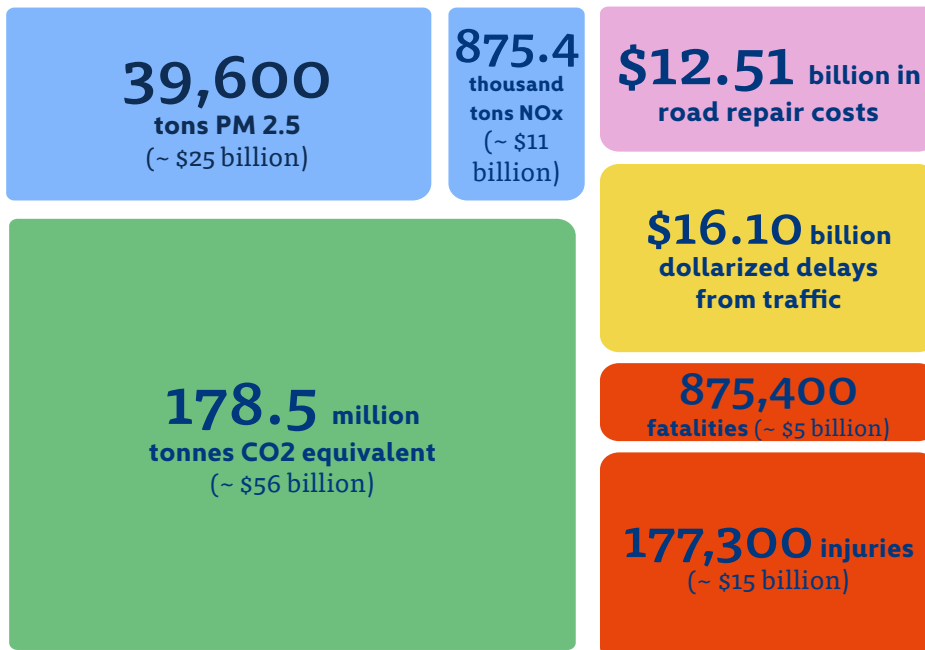 39,600
tons PM 2.5
(~ $25 billion)
875.4
thousand
tons NOx
(~ $11
billion)
$12.51 billion in
road repair costs
$16.10 billion
dollarized delays
from traffic
178.5 million
tonnes CO2 equivalent
(~ $56 billion)
875,400
fatalities (~ $5 billion)
177,300 injuries
(~ $15 billion)